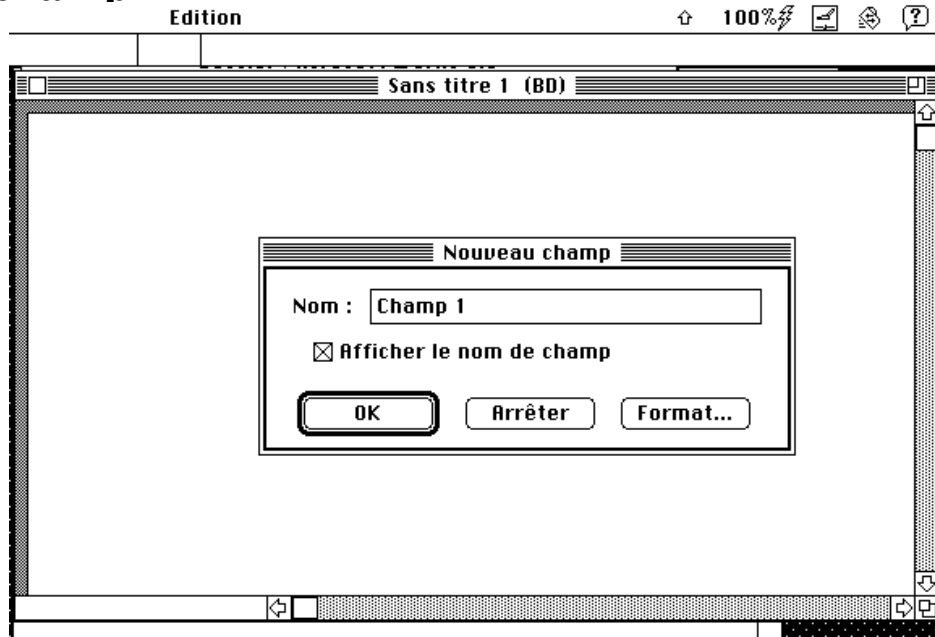 Edition 100%
Sans titre 1 (BD)
Nouveau champ
Nom : Champ 1
Afficher le nom de champ
OK Arrêter Format...